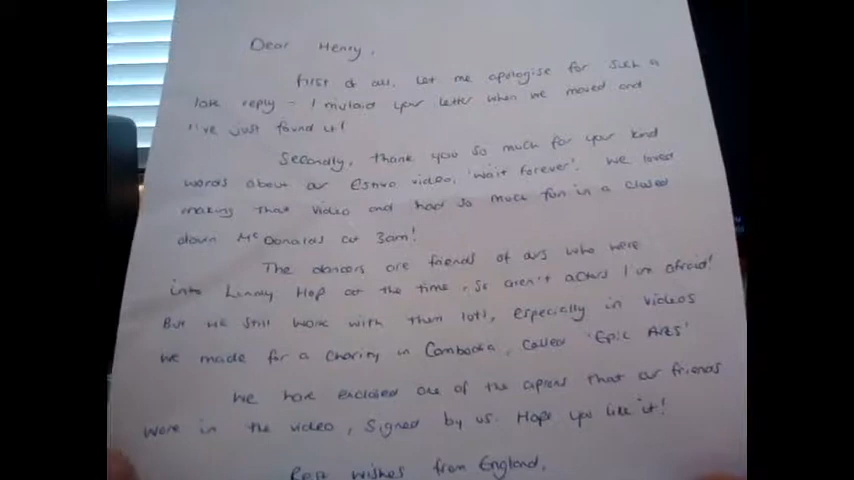 Dear Henry,
First of all, let me apologise for such a
late reply - I mislaid your letter when we moved and
I've just found it!
Secondly, thank you so much for your kind
words about our Estivo video, 'Wait Forever'. We loved
making that video and had so much fun in a closed
down McDonalds at 3am!
The dancers are friends of ours who were
into Lindy Hop at the time, so aren't actors I'm afraid!
But we still work with them lots, especially in videos
we made for a charity in Cambodia, called 'Epic Arts'
We have enclosed one of the aprons that our friends
wore in the video, signed by us. Hope you like it!
Best wishes from England,